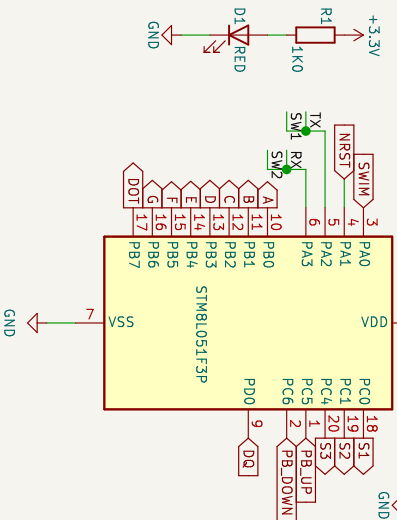 +3.3V
R1
1K0
D1
RED
GND
TX
SW1
RX
SW2
NRST
SWIM
DOT
G
F
E
D
C
B
A
17
16
15
14
13
12
11
10
6
5
4
3
PB7
PB6
PB5
PB4
PB3
PB2
PB1
PB0
PA3
PA2
PA1
PA0
STM8L051F3P
GND
7
VSS
VDD
PD0
PC6
PC5
PC4
PC1
PC0
9
2
1
20
19
18
DQ
PB_DOWN
PB_UP
S3
S2
S1
GND